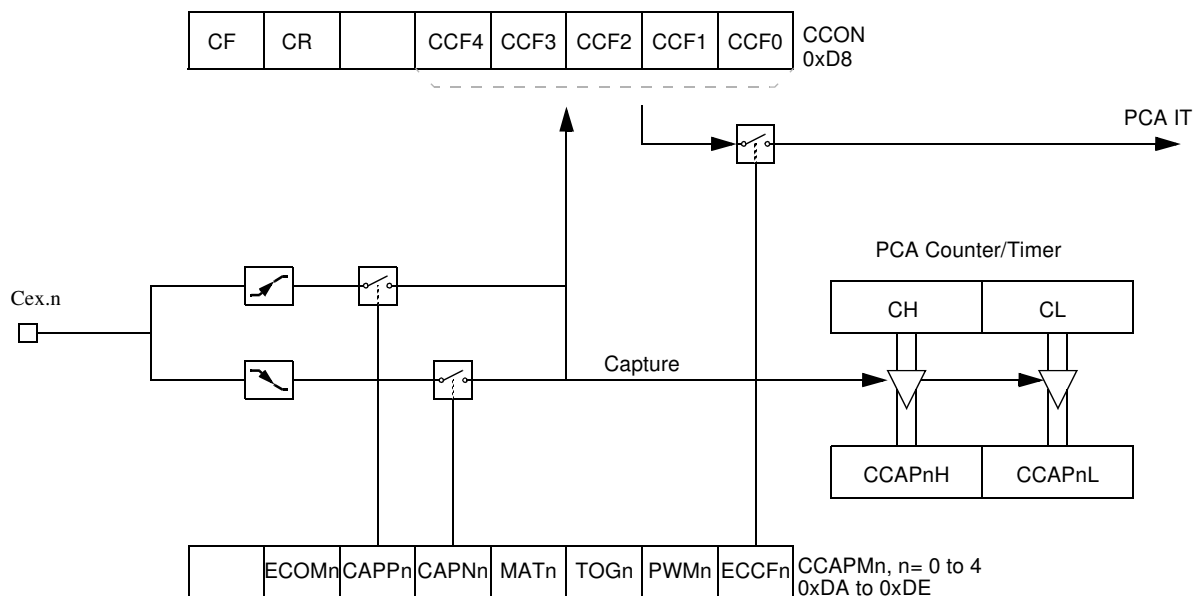 CF CR CCF4 CCF3 CCF2 CCF1 CCF0 CCON
0xD8
PCA IT
PCA Counter/Timer
Cex.n
CH CL
Capture
CCAPnH CCAPnL
ECOMn CAPPn CAPNn MATn TOGn PWMn ECCFn CCAPMn, n= 0 to 4
0xDA to 0xDE